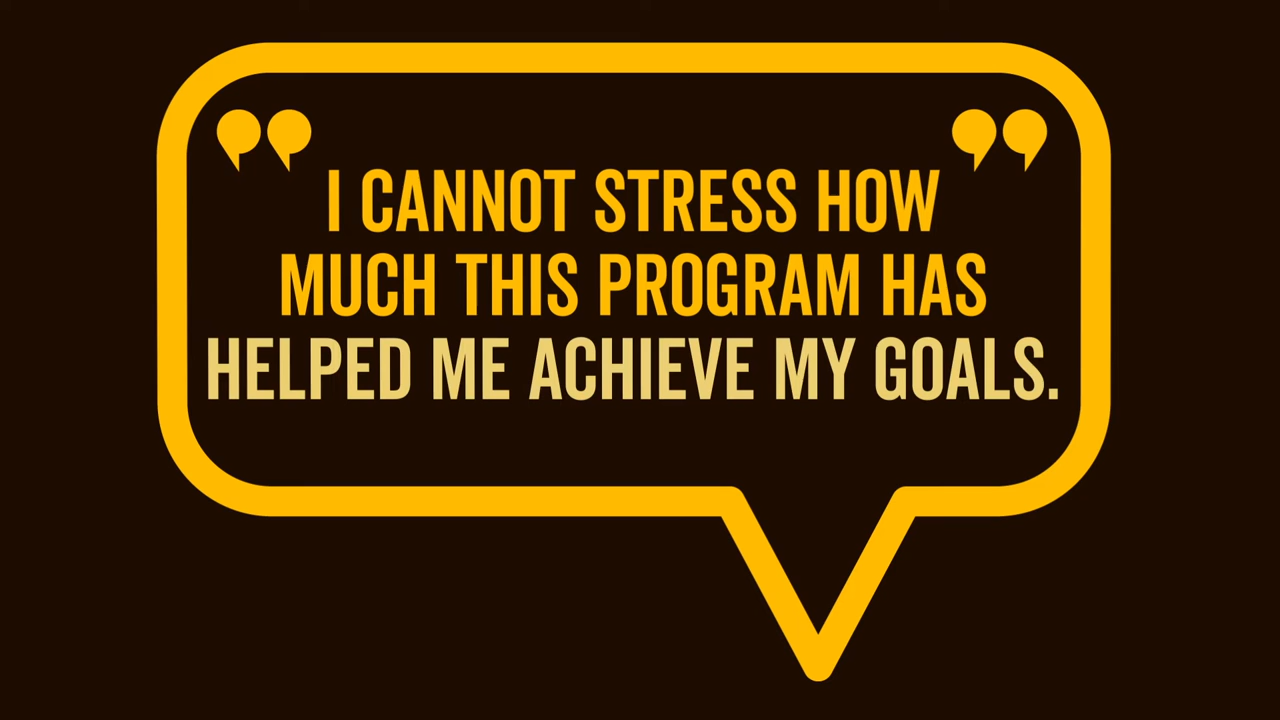 ” I CANNOT STRESS HOW ”
MUCH THIS PROGRAM HAS
HELPED ME ACHIEVE MY GOALS.